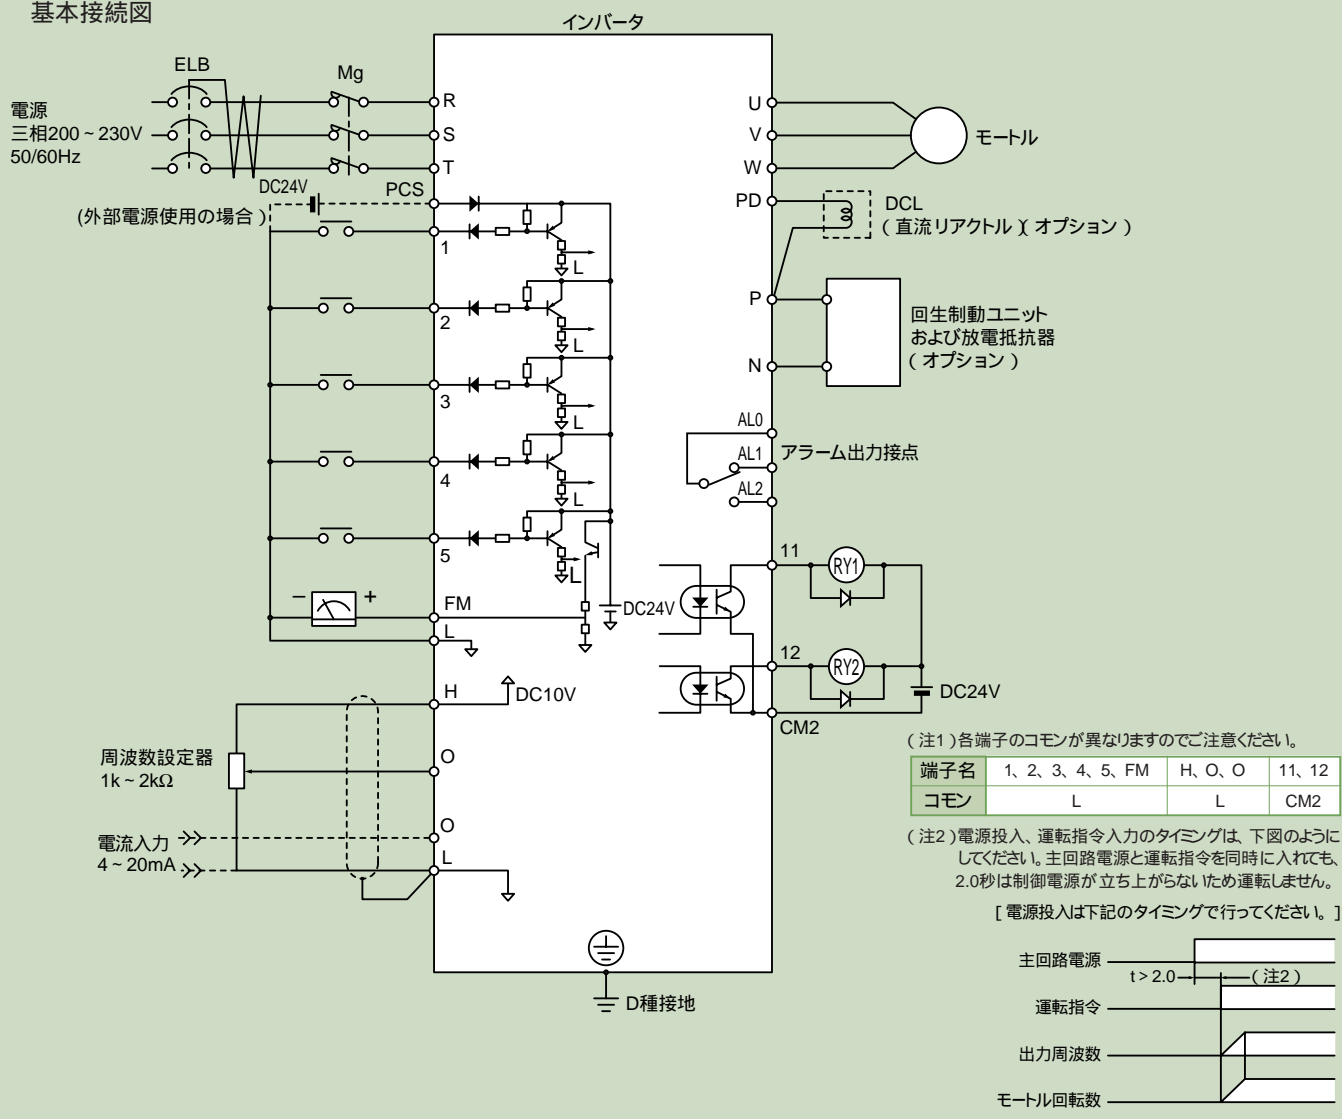 基本接続図
インバータ
ELB
Mg
電源
三相200~230V
50/60Hz
R
S
T
DC24V
PCS
(外部電源使用の場合)
1
L
2
L
3
L
4
L
5
L
DC24V
− +
FM
L
H
DC10V
周波数設定器
1k~2kΩ
O
電流入力
4~20mA
O
L
D種接地
U
V
W
モートル
PD
DCL
(直流リアクトル)(オプション)
P
N
回生制動ユニット
および放電抵抗器
(オプション)
AL0
AL1
AL2
アラーム出力接点
11
RY1
12
RY2
DC24V
CM2
(注1)各端子のコモンが異なりますのでご注意ください。
端子名 1、2、3、4、5、FM H、O、O 11、12
コモン L L CM2
(注2)電源投入、運転指令入力のタイミングは、下図のように
してください。主回路電源と運転指令を同時に入れても、
2.0秒は制御電源が立ち上がらないため運転しません。
[電源投入は下記のタイミングで行ってください。]
主回路電源
t>2.0 (注2)
運転指令
出力周波数
モートル回転数